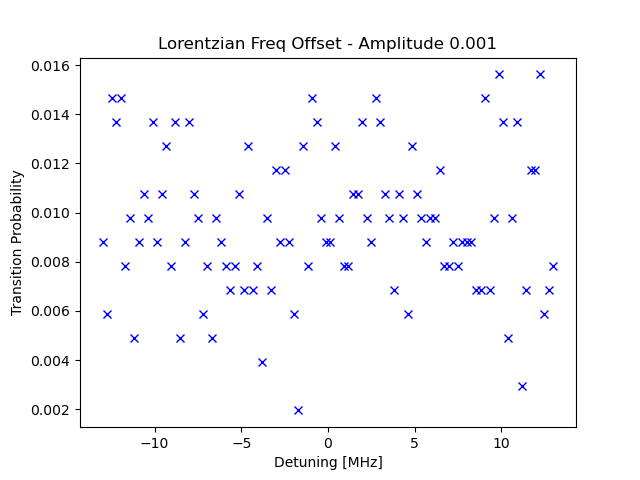 Lorentzian Freq Offset - Amplitude 0.001
0.016
0.014
0.012
0.010
0.008
0.006
0.004
0.002
Transition Probability
−10 −5 0 5 10
Detuning [MHz]